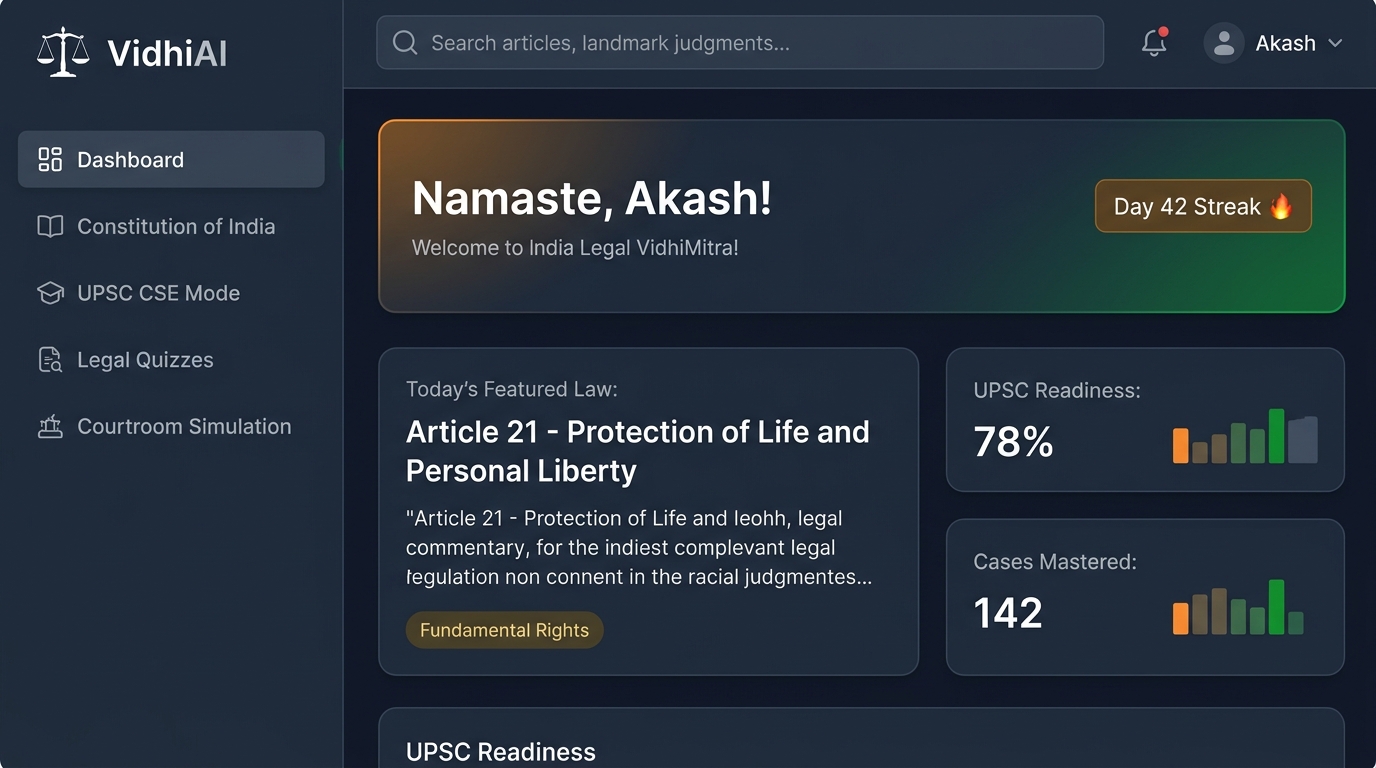 VidhiAI
Search articles, landmark judgments...
Akash
Dashboard
Constitution of India
UPSC CSE Mode
Legal Quizzes
Courtroom Simulation
Namaste, Akash!
Welcome to India Legal VidhiMitra!
Day 42 Streak 🔥
Today's Featured Law:
Article 21 - Protection of Life and
Personal Liberty
"Article 21 - Protection of Life and leohh, legal
commentary, for the indiest complevant legal
regulation non connent in the racial judgmentes...
Fundamental Rights
UPSC Readiness:
78%
Cases Mastered:
142
UPSC Readiness